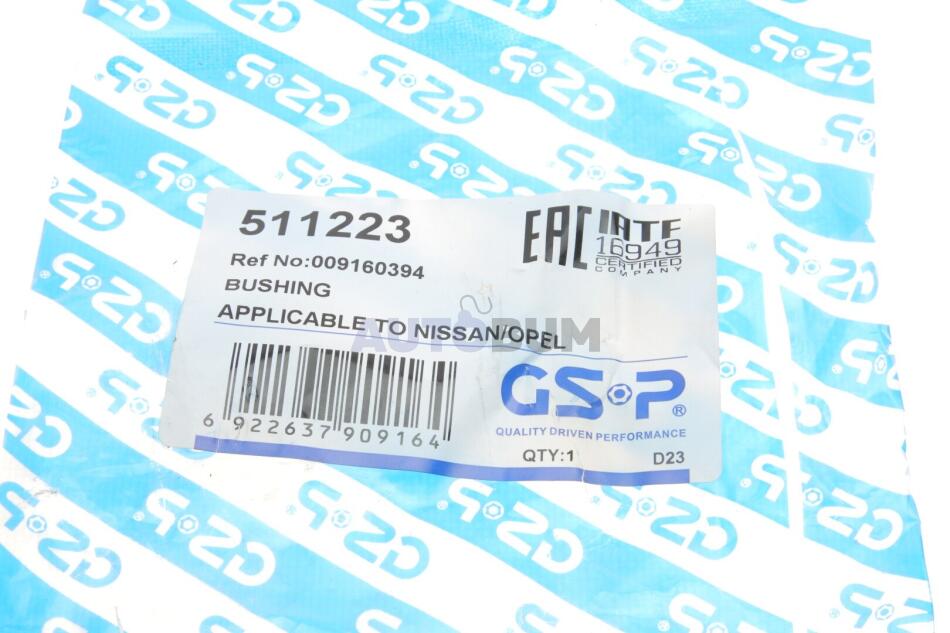 511223
EAC
IATF
16949
CERTIFIED
COMPANY
Ref No:009160394
BUSHING
APPLICABLE TO NISSAN/OPEL
AUTODUM
6 922637 909164
GSP®
QUALITY DRIVEN PERFORMANCE
QTY:1 D23